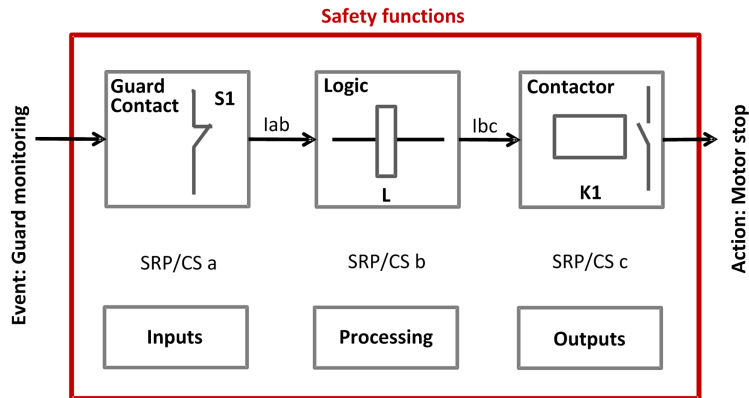 Safety functions
Event: Guard monitoring
Guard
Contact
S1
Iab
Logic
L
Ibc
Contactor
K1
Action: Motor stop
SRP/CS a
SRP/CS b
SRP/CS c
Inputs
Processing
Outputs